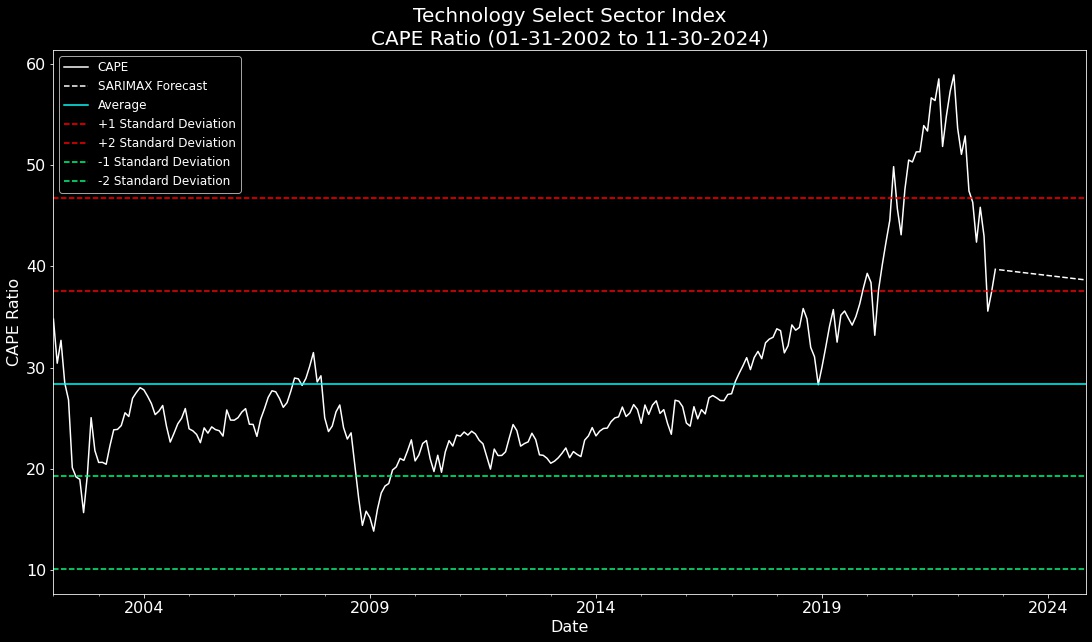 Technology Select Sector Index
CAPE Ratio (01-31-2002 to 11-30-2024)
CAPE
SARIMAX Forecast
Average
+1 Standard Deviation
+2 Standard Deviation
-1 Standard Deviation
-2 Standard Deviation
60
50
40
30
20
10
CAPE Ratio
2004 2009 2014 2019 2024
Date